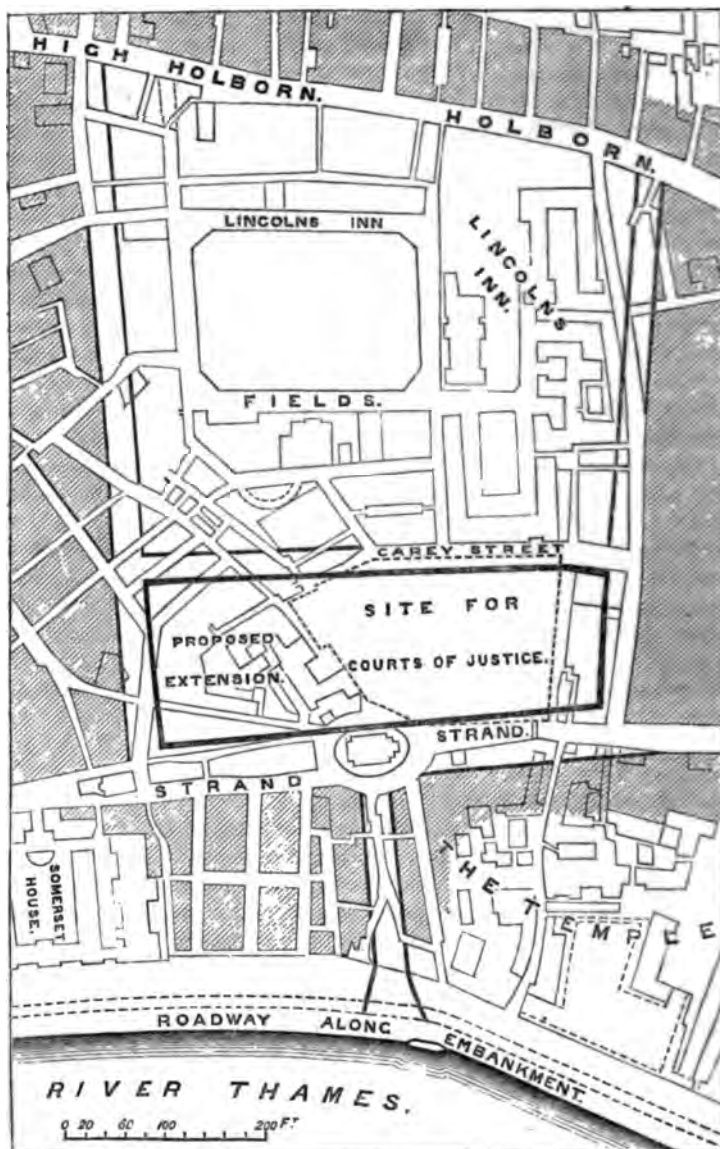 HIGH HOLBORN.
HOLBORN.
LINCOLNS INN
LINCOLNS
INN.
FIELDS.
CAREY STREET
SITE FOR
COURTS OF JUSTICE.
PROPOSED
EXTENSION.
STRAND.
STRAND
SOMERSET
HOUSE.
THE TEMPLE
ROADWAY ALONG EMBANKMENT.
RIVER THAMES.
0 20 60 100 200 FT